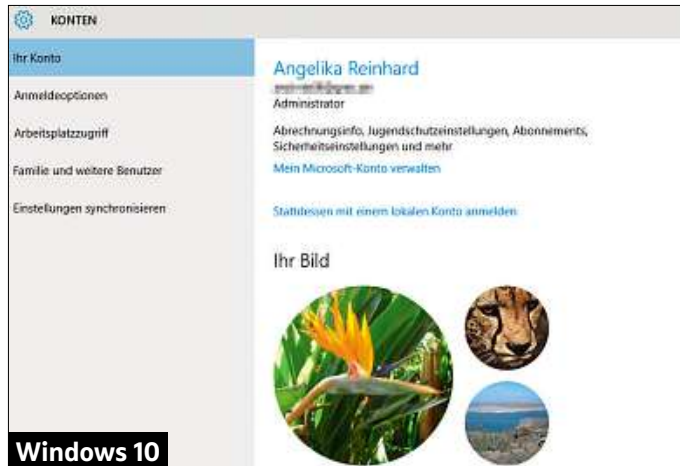 KONTEN
Ihr Konto
Anmeldeoptionen
Arbeitsplatzzugriff
Familie und weitere Benutzer
Einstellungen synchronisieren
Angelika Reinhard
Administrator
Abrechnungsinfo, Jugendschutzeinstellungen, Abonnements,
Sicherheitseinstellungen und mehr
Mein Microsoft-Konto verwalten
Stattdessen mit einem lokalen Konto anmelden
Ihr Bild
Windows 10